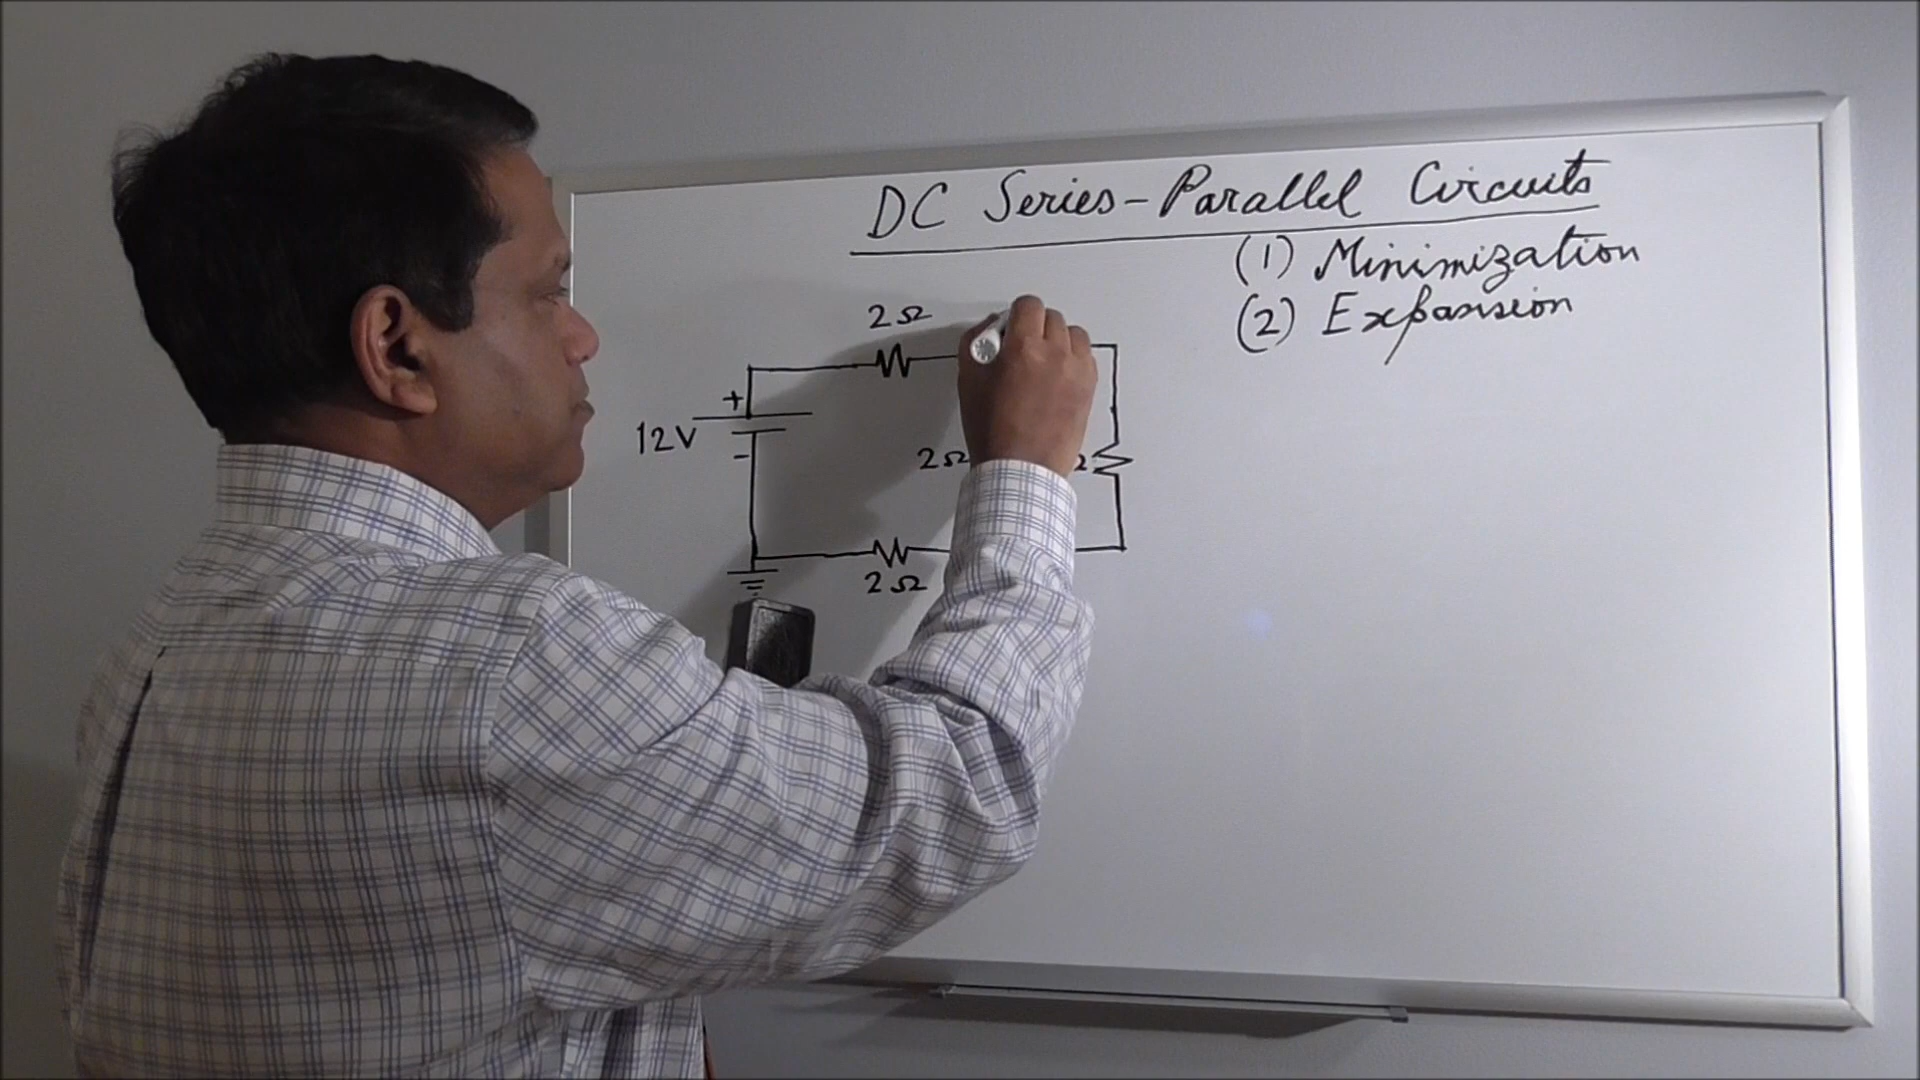 DC Series-Parallel Circuits
(1) Minimization
(2) Expansion
2Ω
+
12V
-
2Ω
2Ω